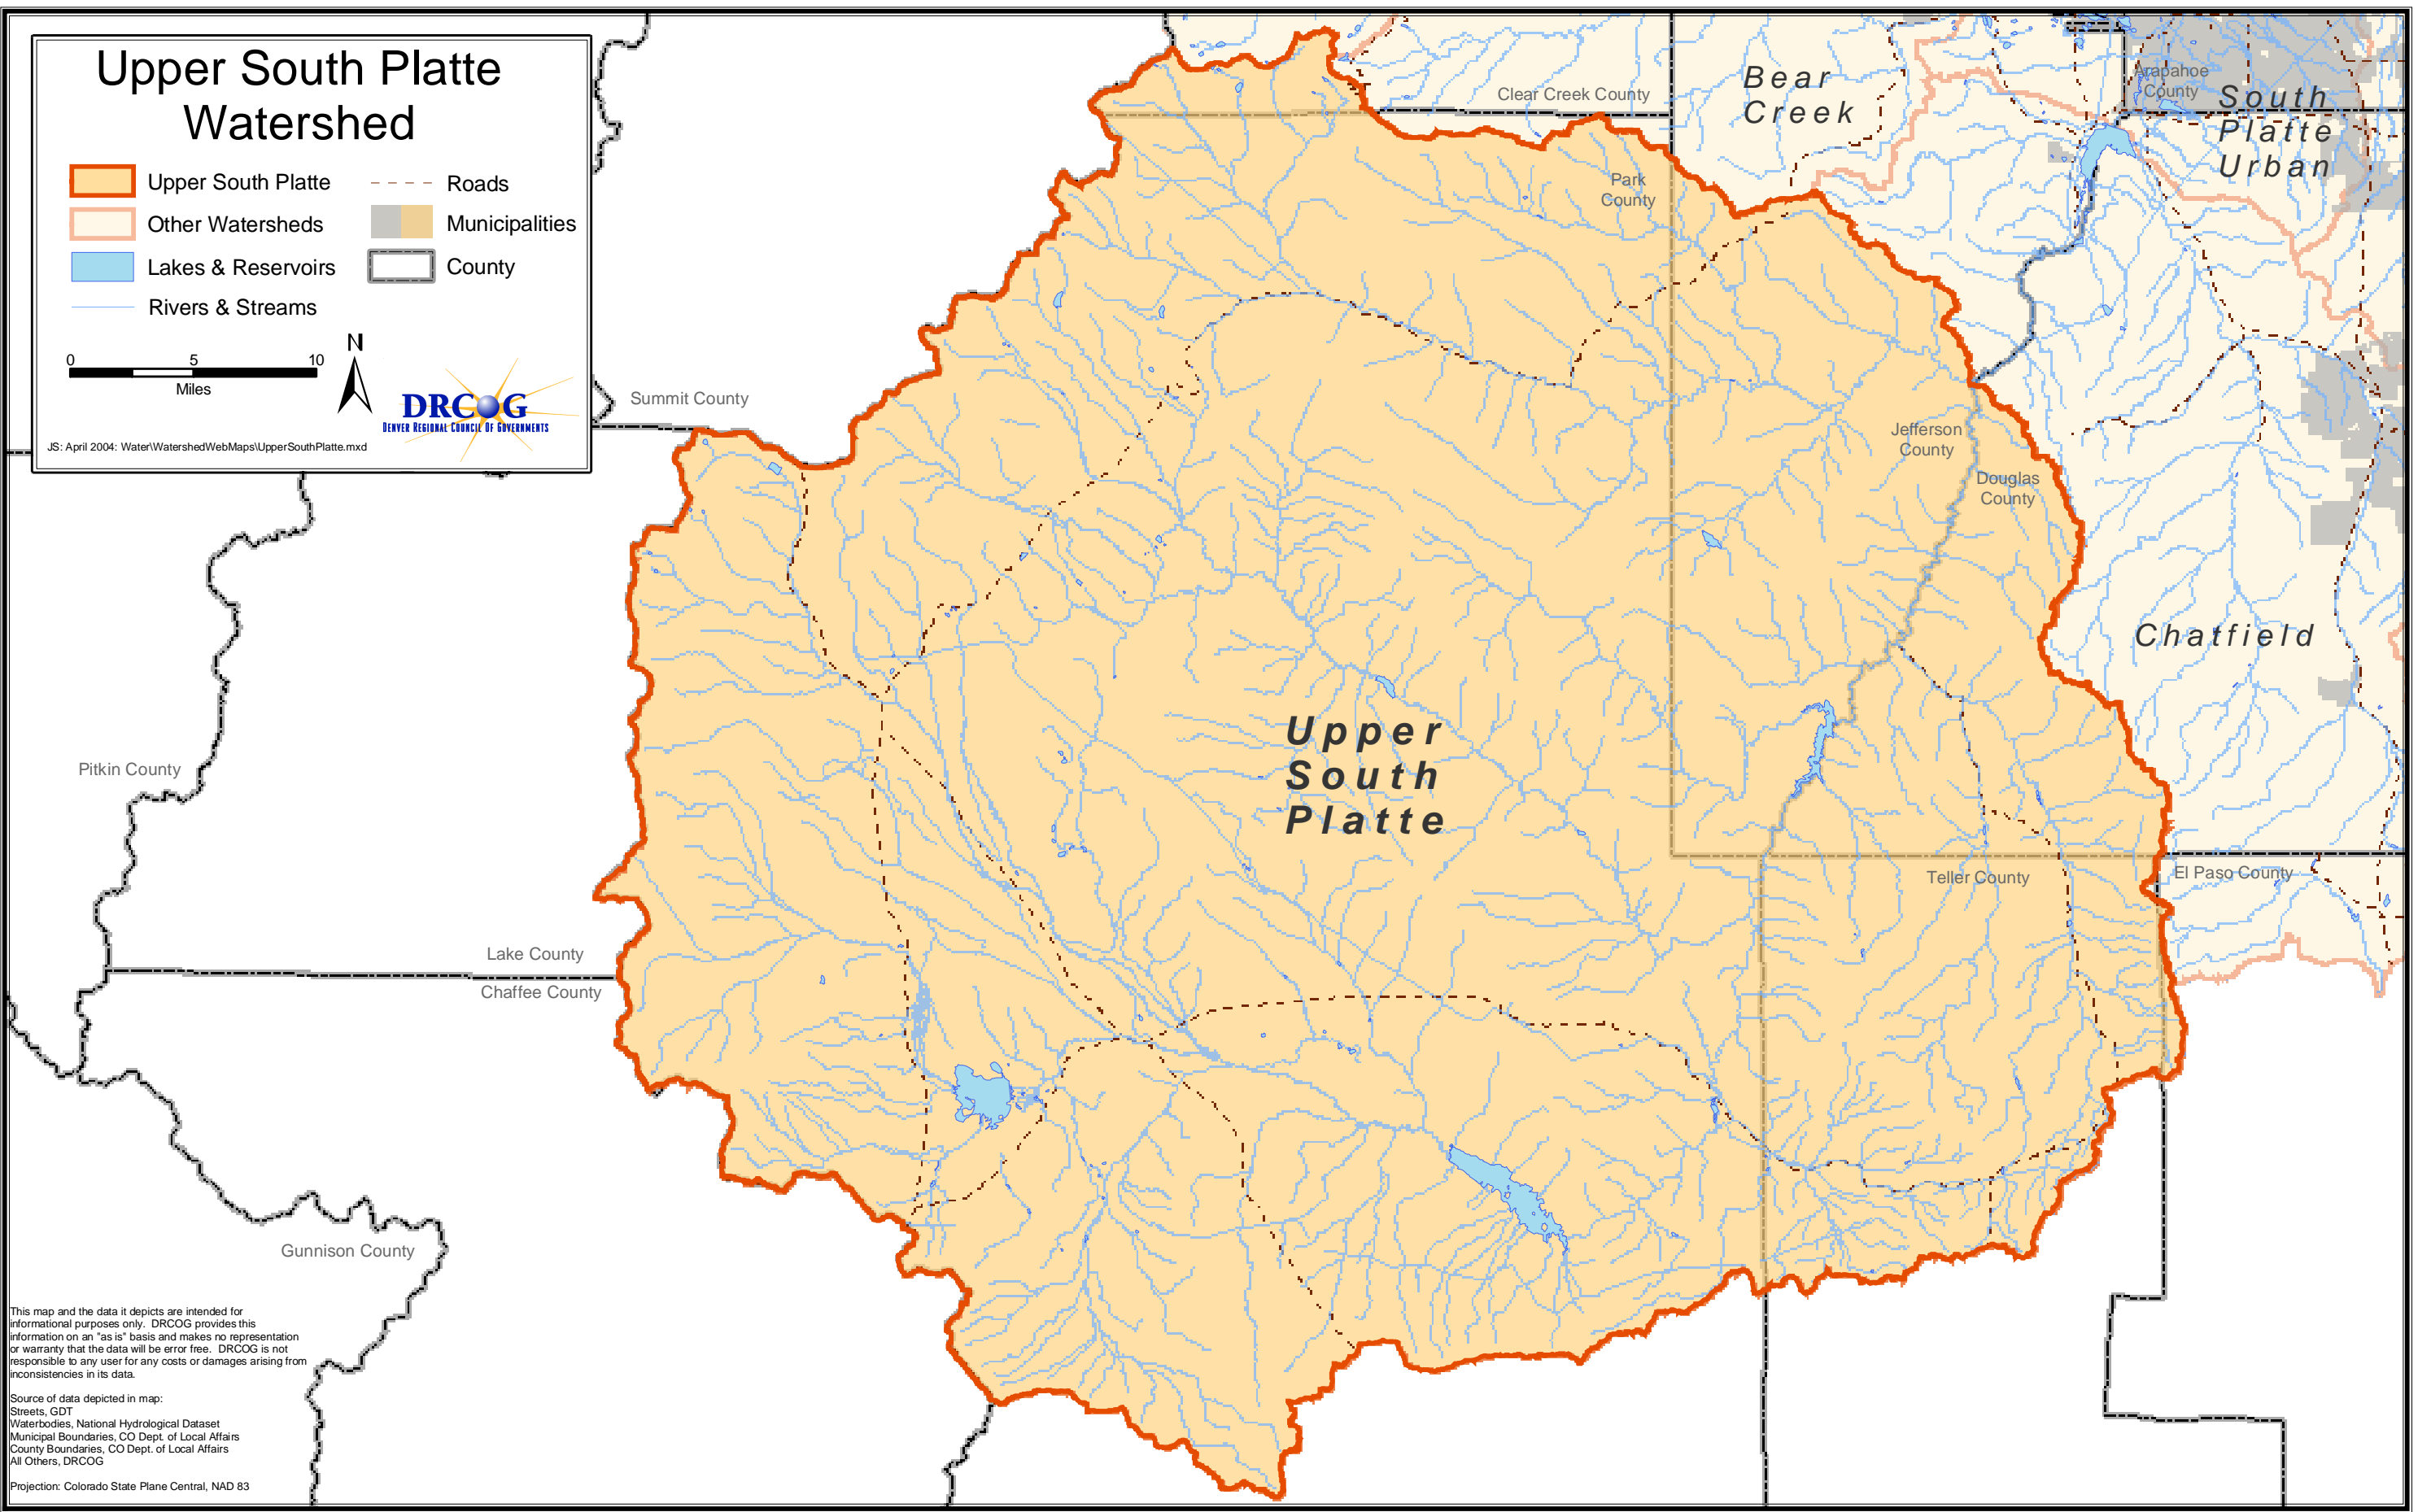 Upper South Platte
Watershed
Upper South Platte
Other Watersheds
Lakes & Reservoirs
Rivers & Streams
Roads
Municipalities
County
0 5 10
Miles
N
DRCOG
DENVER REGIONAL COUNCIL OF GOVERNMENTS
JS: April 2004: Water\WatershedWebMaps\UpperSouthPlatte.mxd
Clear Creek County
Bear
Creek
Arapahoe
County
South
Platte
Urban
Park
County
Summit County
Jefferson
County
Douglas
County
Chatfield
Upper
South
Platte
Pitkin County
Teller County
El Paso County
Lake County
Chaffee County
Gunnison County
This map and the data it depicts are intended for
informational purposes only. DRCOG provides this
information on an "as is" basis and makes no representation
or warranty that the data will be error free. DRCOG is not
responsible to any user for any costs or damages arising from
inconsistencies in its data.
Source of data depicted in map:
Streets, GDT
Waterbodies, National Hydrological Dataset
Municipal Boundaries, CO Dept. of Local Affairs
County Boundaries, CO Dept. of Local Affairs
All Others, DRCOG
Projection: Colorado State Plane Central, NAD 83